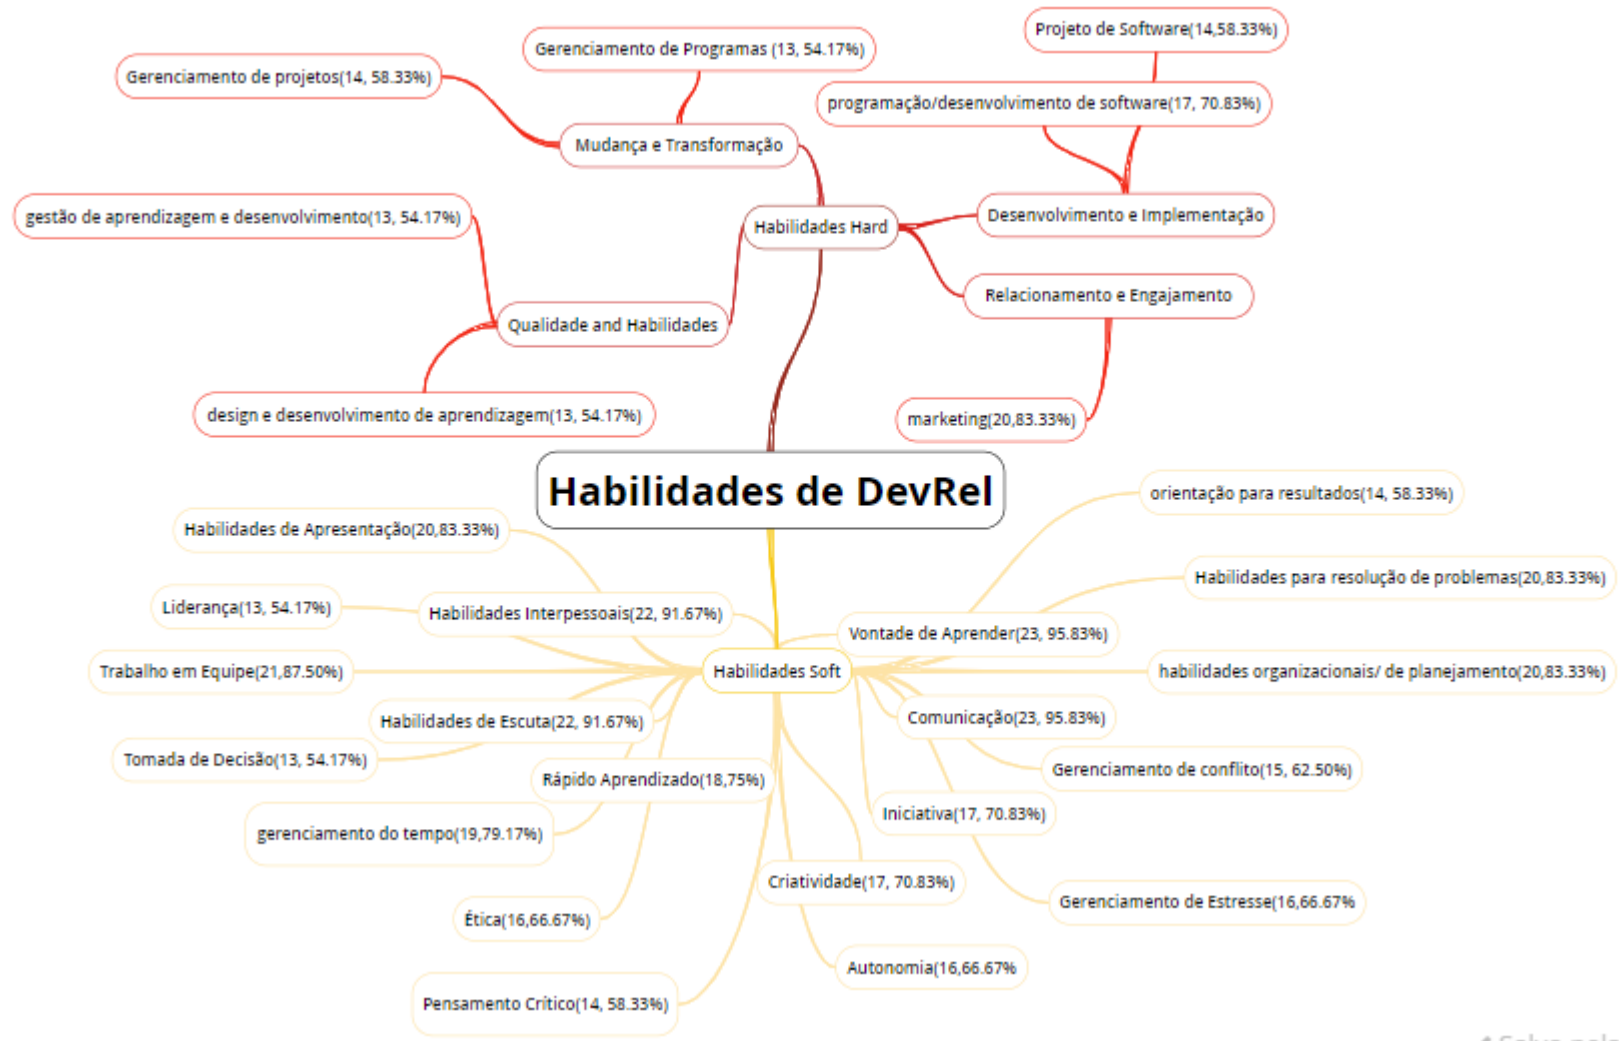 Projeto de Software(14,58.33%)
Gerenciamento de Programas (13, 54.17%)
Gerenciamento de projetos(14, 58.33%)
programação/desenvolvimento de software(17, 70.83%)
Mudança e Transformação
gestão de aprendizagem e desenvolvimento(13, 54.17%)
Desenvolvimento e Implementação
Habilidades Hard
Relacionamento e Engajamento
Qualidade and Habilidades
design e desenvolvimento de aprendizagem(13, 54.17%)
marketing(20,83.33%)
Habilidades de DevRel
orientação para resultados(14, 58.33%)
Habilidades de Apresentação(20,83.33%)
Habilidades para resolução de problemas(20,83.33%)
Liderança(13, 54.17%)
Habilidades Interpessoais(22, 91.67%)
Vontade de Aprender(23, 95.83%)
Trabalho em Equipe(21,87.50%)
Habilidades Soft
habilidades organizacionais/ de planejamento(20,83.33%)
Habilidades de Escuta(22, 91.67%)
Comunicação(23, 95.83%)
Tomada de Decisão(13, 54.17%)
Gerenciamento de conflito(15, 62.50%)
Rápido Aprendizado(18,75%)
Iniciativa(17, 70.83%)
gerenciamento do tempo(19,79.17%)
Criatividade(17, 70.83%)
Gerenciamento de Estresse(16,66.67%
Ética(16,66.67%)
Autonomia(16,66.67%
Pensamento Crítico(14, 58.33%)